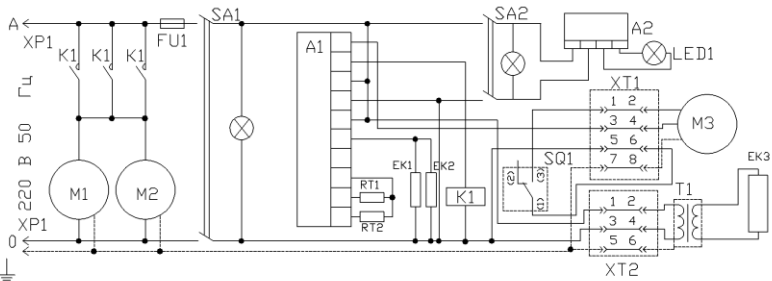 A
XP1
K1
K1
K1
FU1
SA1
A1
SA2
A2
LED1
XT1
1 2
3 4
5 6
7 8
M3
220 В 50 Гц
M1
M2
RT1
RT2
EK1
EK2
K1
SQ1
(2)
(3)
(1)
1 2
3 4
5 6
XT2
T1
EK3
XP1
0